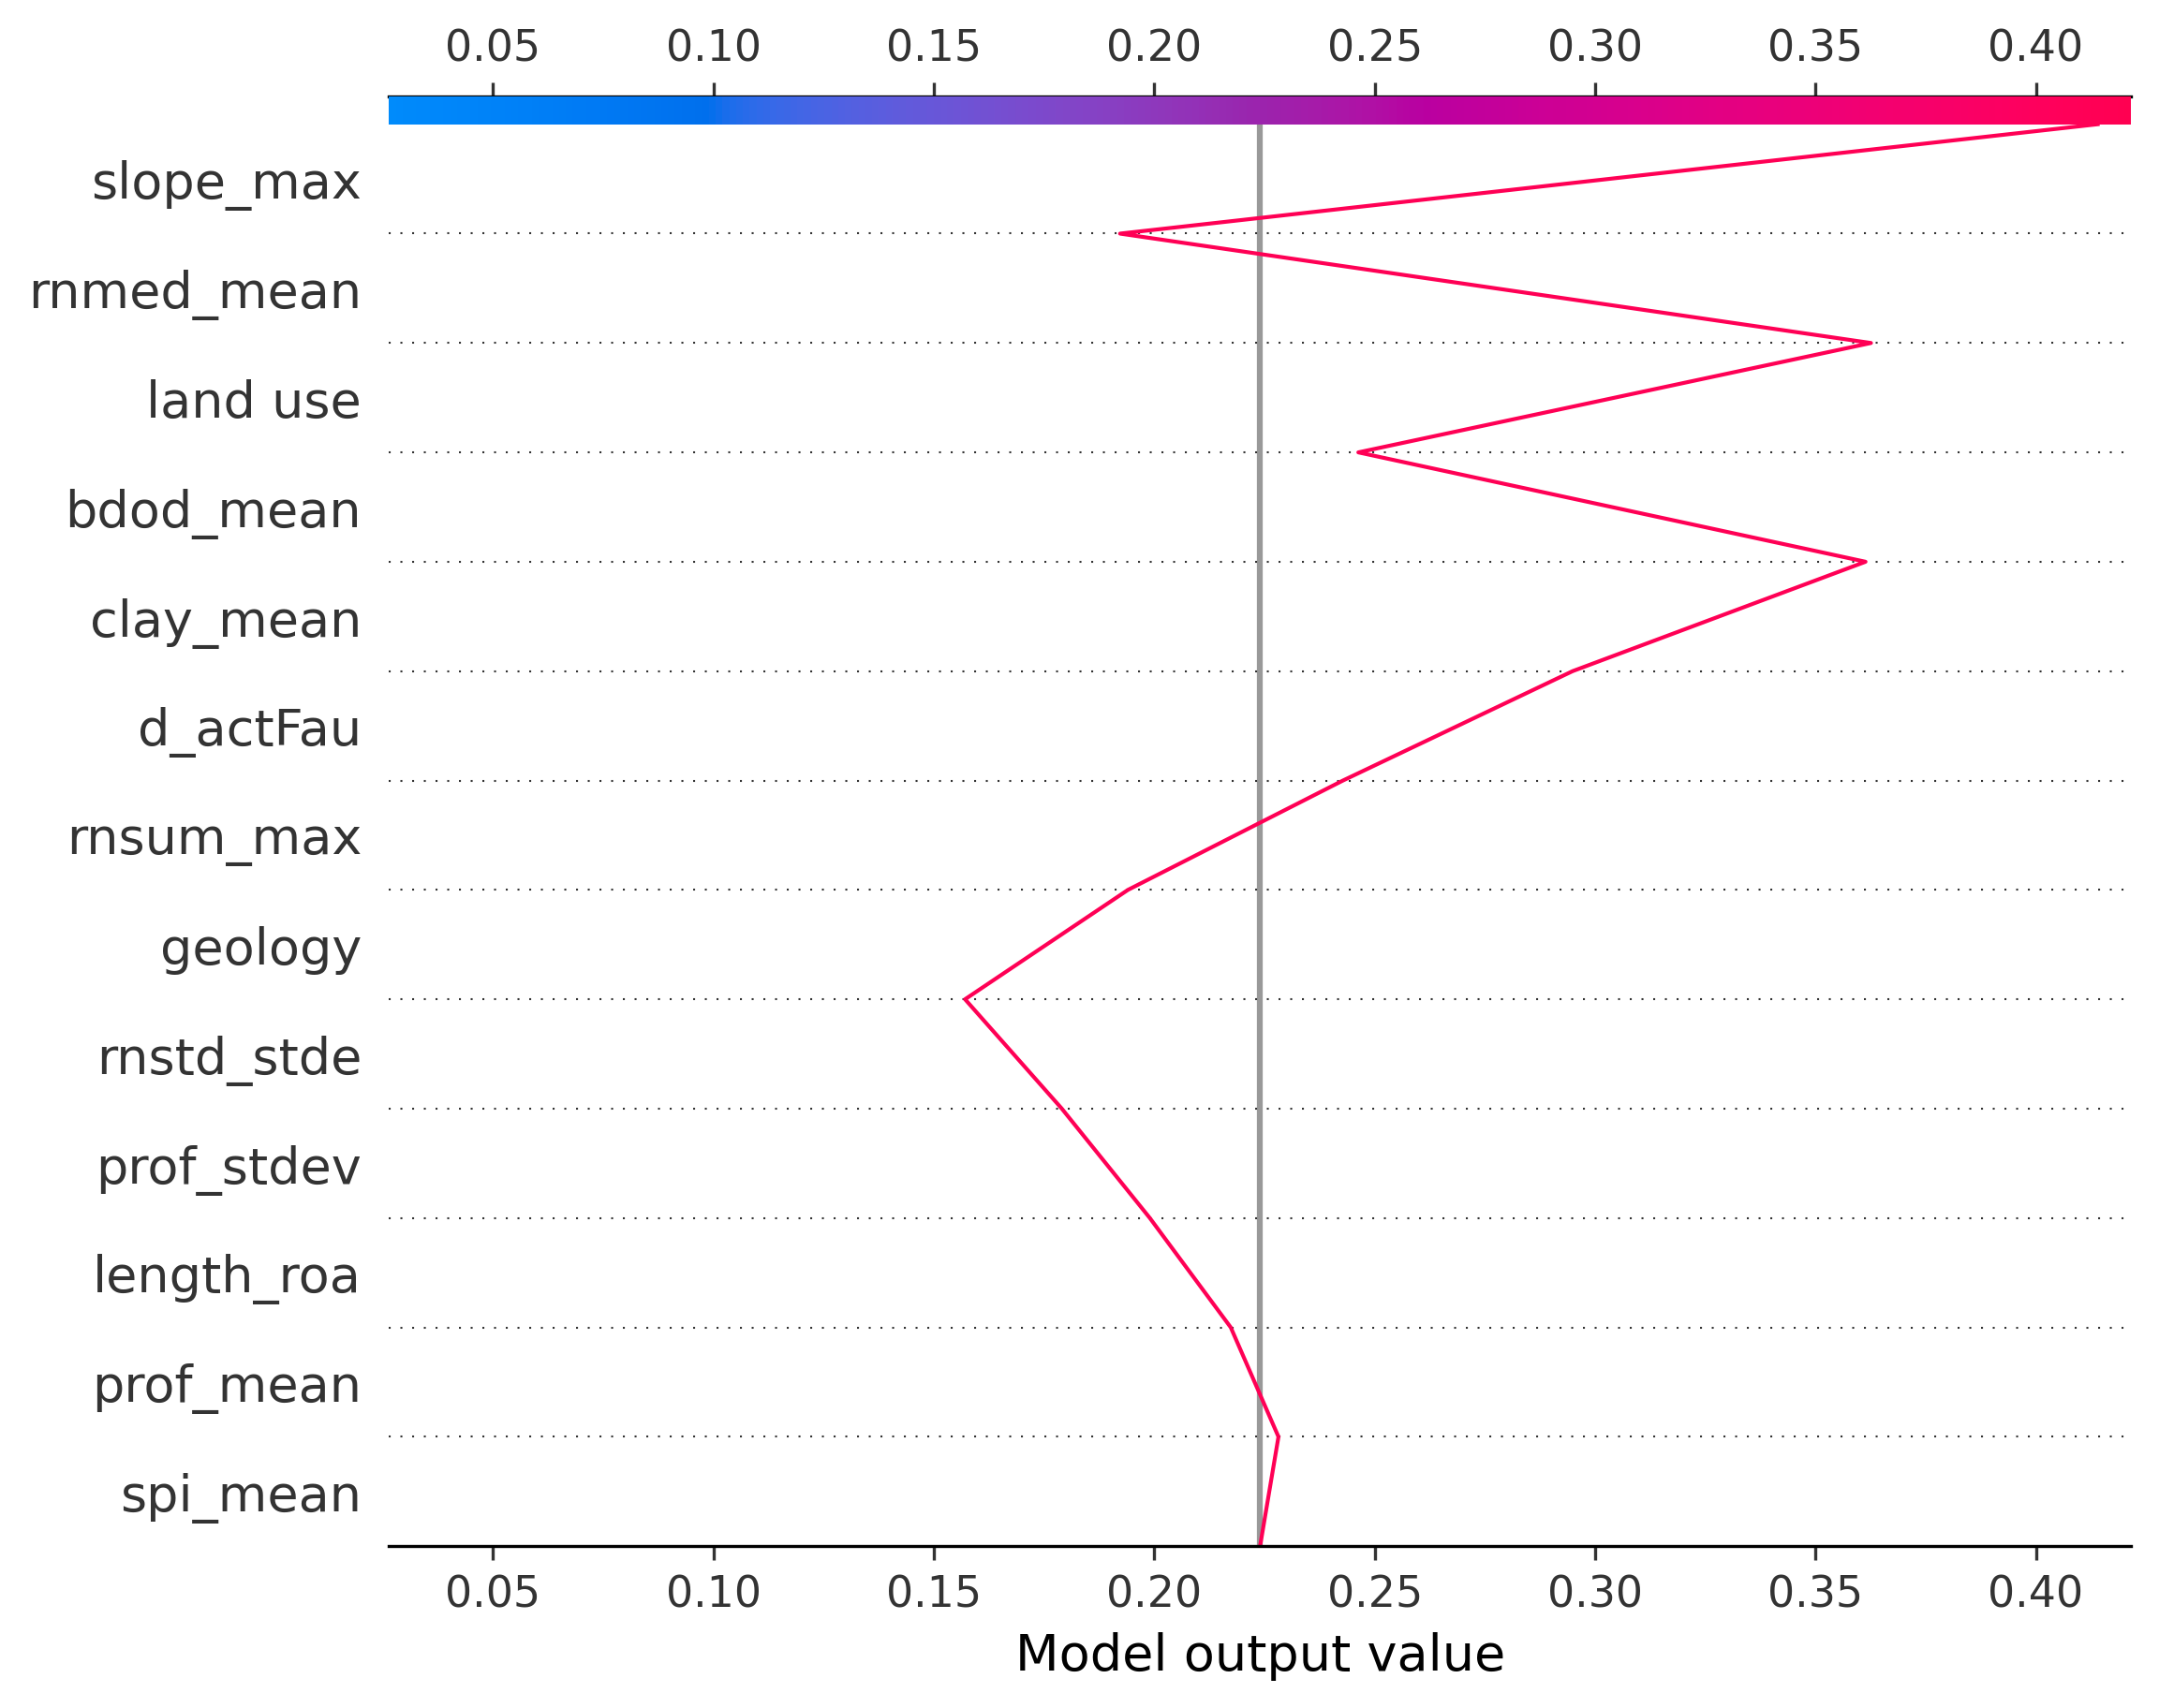 0.05 0.10 0.15 0.20 0.25 0.30 0.35 0.40
slope_max
rnmed_mean
land use
bdod_mean
clay_mean
d_actFau
rnsum_max
geology
rnstd_stde
prof_stdev
length_roa
prof_mean
spi_mean
0.05 0.10 0.15 0.20 0.25 0.30 0.35 0.40
Model output value